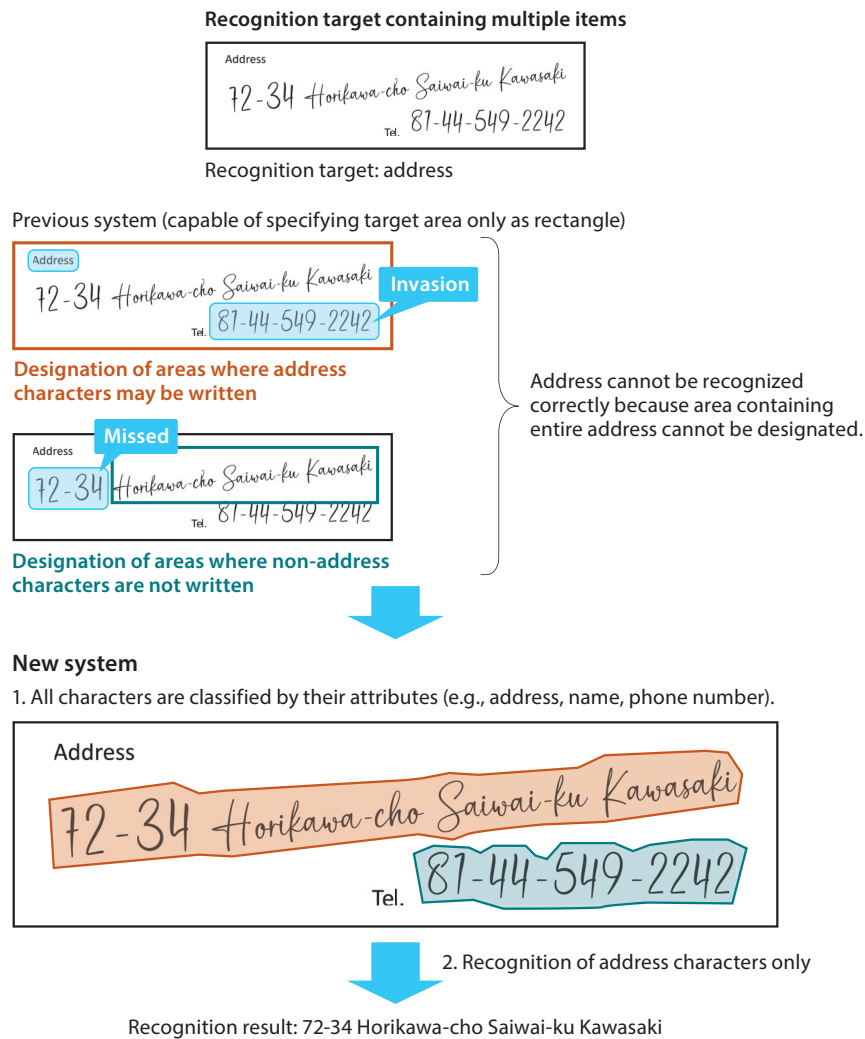 Recognition target containing multiple items
Address
72-34 Horikawa-cho Saiwai-ku Kawasaki
Tel. 81-44-549-2242
Recognition target: address
Previous system (capable of specifying target area only as rectangle)
Address
72-34 Horikawa-cho Saiwai-ku Kawasaki
Invasion
Tel. 81-44-549-2242
Designation of areas where address
characters may be written
Missed
Address
72-34 Horikawa-cho Saiwai-ku Kawasaki
Tel. 81-44-549-2242
Designation of areas where non-address
characters are not written
Address cannot be recognized
correctly because area containing
entire address cannot be designated.
New system
1. All characters are classified by their attributes (e.g., address, name, phone number).
Address
72-34 Horikawa-cho Saiwai-ku Kawasaki
Tel. 81-44-549-2242
2. Recognition of address characters only
Recognition result: 72-34 Horikawa-cho Saiwai-ku Kawasaki